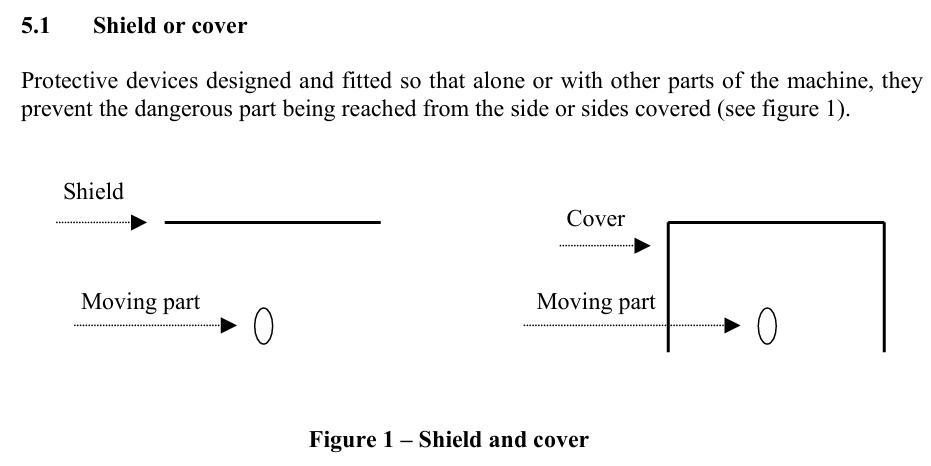 5.1 Shield or cover
Protective devices designed and fitted so that alone or with other parts of the machine, they
prevent the dangerous part being reached from the side or sides covered (see figure 1).
Shield
Cover
Moving part
Moving part
Figure 1 – Shield and cover